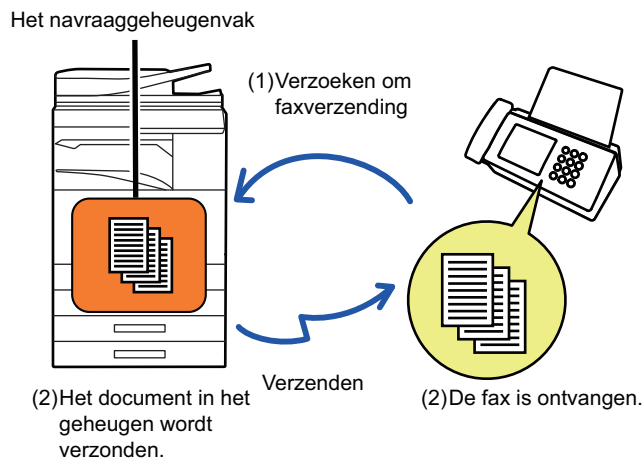 Het navraaggeheugenvak
(1)Verzoeken om
faxverzending
Verzenden
(2)Het document in het
geheugen wordt
verzonden.
(2)De fax is ontvangen.